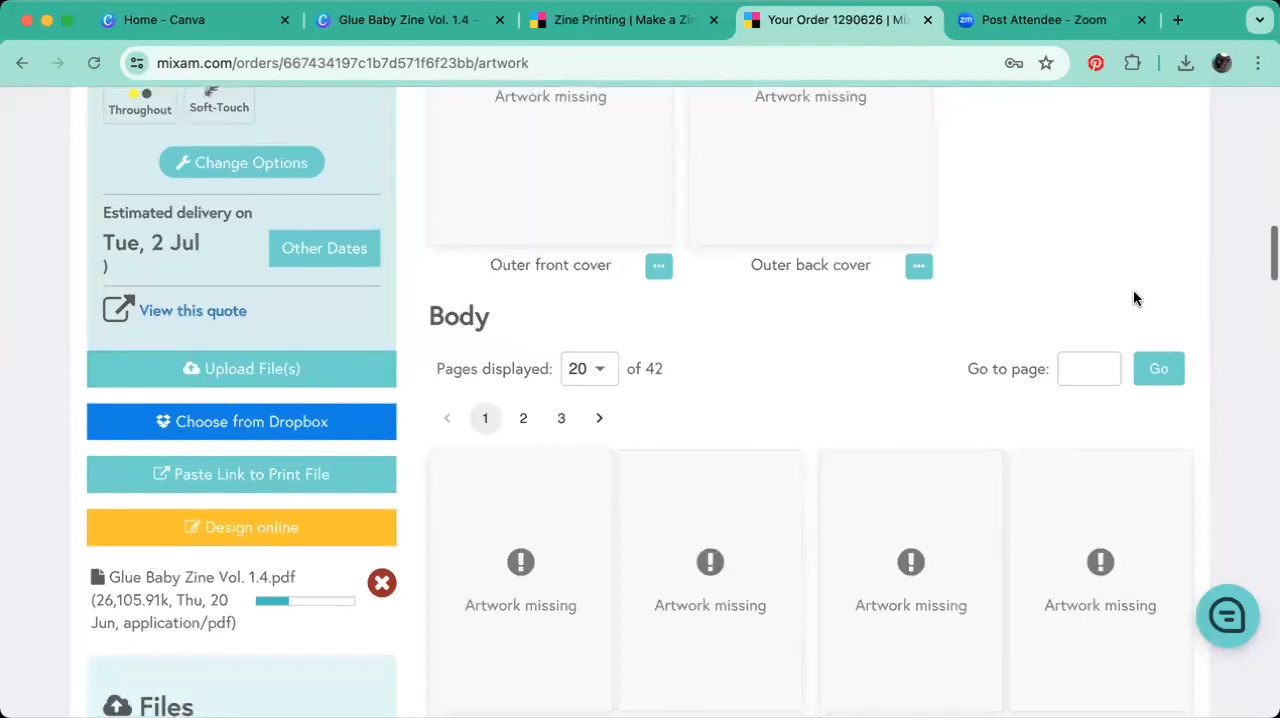 Home - Canva
Glue Baby Zine Vol. 1.4 -
Zine Printing | Make a Zi
Your Order 1290626 | Mi
Post Attendee - Zoom
mixam.com/orders/667434197c1b7d571f6f23bb/artwork
Throughout
Soft-Touch
Change Options
Estimated delivery on
Tue, 2 Jul
)
Other Dates
View this quote
Upload File(s)
Choose from Dropbox
Paste Link to Print File
Design online
Glue Baby Zine Vol. 1.4.pdf
(26,105.91k, Thu, 20
Jun, application/pdf)
Files
Artwork missing
Artwork missing
Outer front cover
Outer back cover
Body
Pages displayed: 20 of 42
Go to page:
Go
1 2 3
Artwork missing
Artwork missing
Artwork missing
Artwork missing